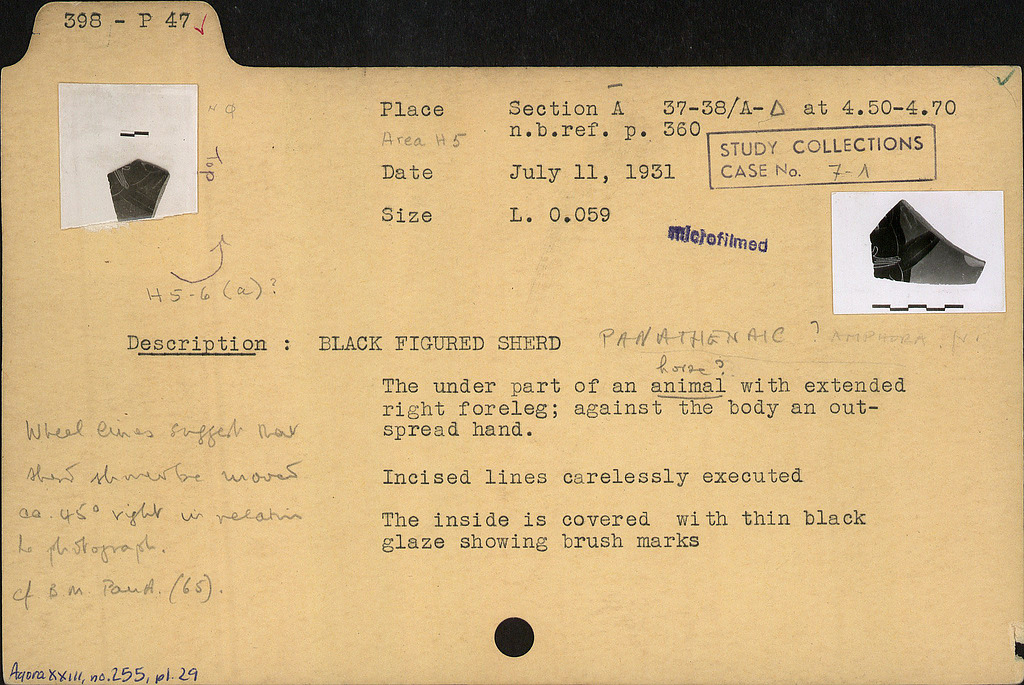 398 - P 47 ✓
Top
H5-6 (a)?
Place Section Ā 37-38/A-Δ at 4.50-4.70
Area H5 n.b.ref. p. 360
STUDY COLLECTIONS
CASE No. 7-1
Date July 11, 1931
Size L. 0.059
microfilmed
Description : BLACK FIGURED SHERD PANATHENAIC ? AMPHORA.
horse?
The under part of an animal with extended
right foreleg; against the body an out-
spread hand.
Incised lines carelessly executed
The inside is covered with thin black
glaze showing brush marks
Wheel lines suggest that
sherd should be moved
ca. 45° right in relation
to photograph.
cf B.M. PanA. (65).
Agora XXIII, no. 255, pl. 29